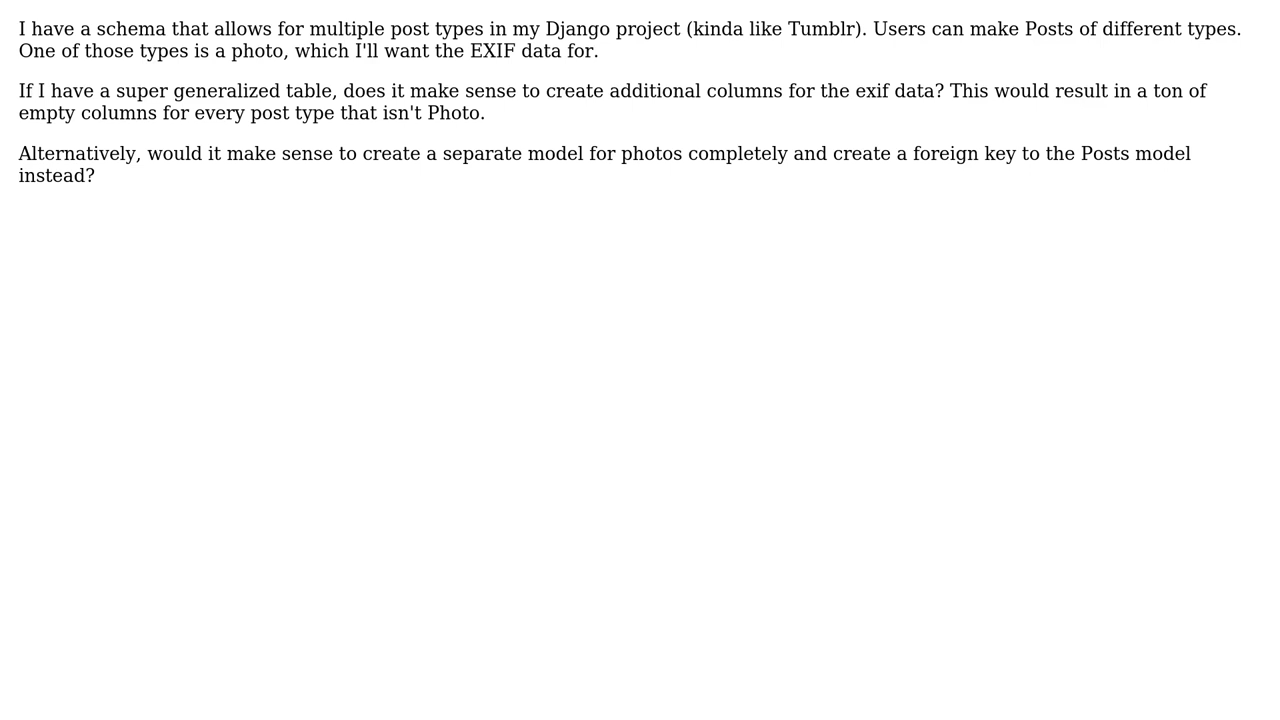 I have a schema that allows for multiple post types in my Django project (kinda like Tumblr). Users can make Posts of different types.
One of those types is a photo, which I'll want the EXIF data for.
If I have a super generalized table, does it make sense to create additional columns for the exif data? This would result in a ton of
empty columns for every post type that isn't Photo.
Alternatively, would it make sense to create a separate model for photos completely and create a foreign key to the Posts model
instead?